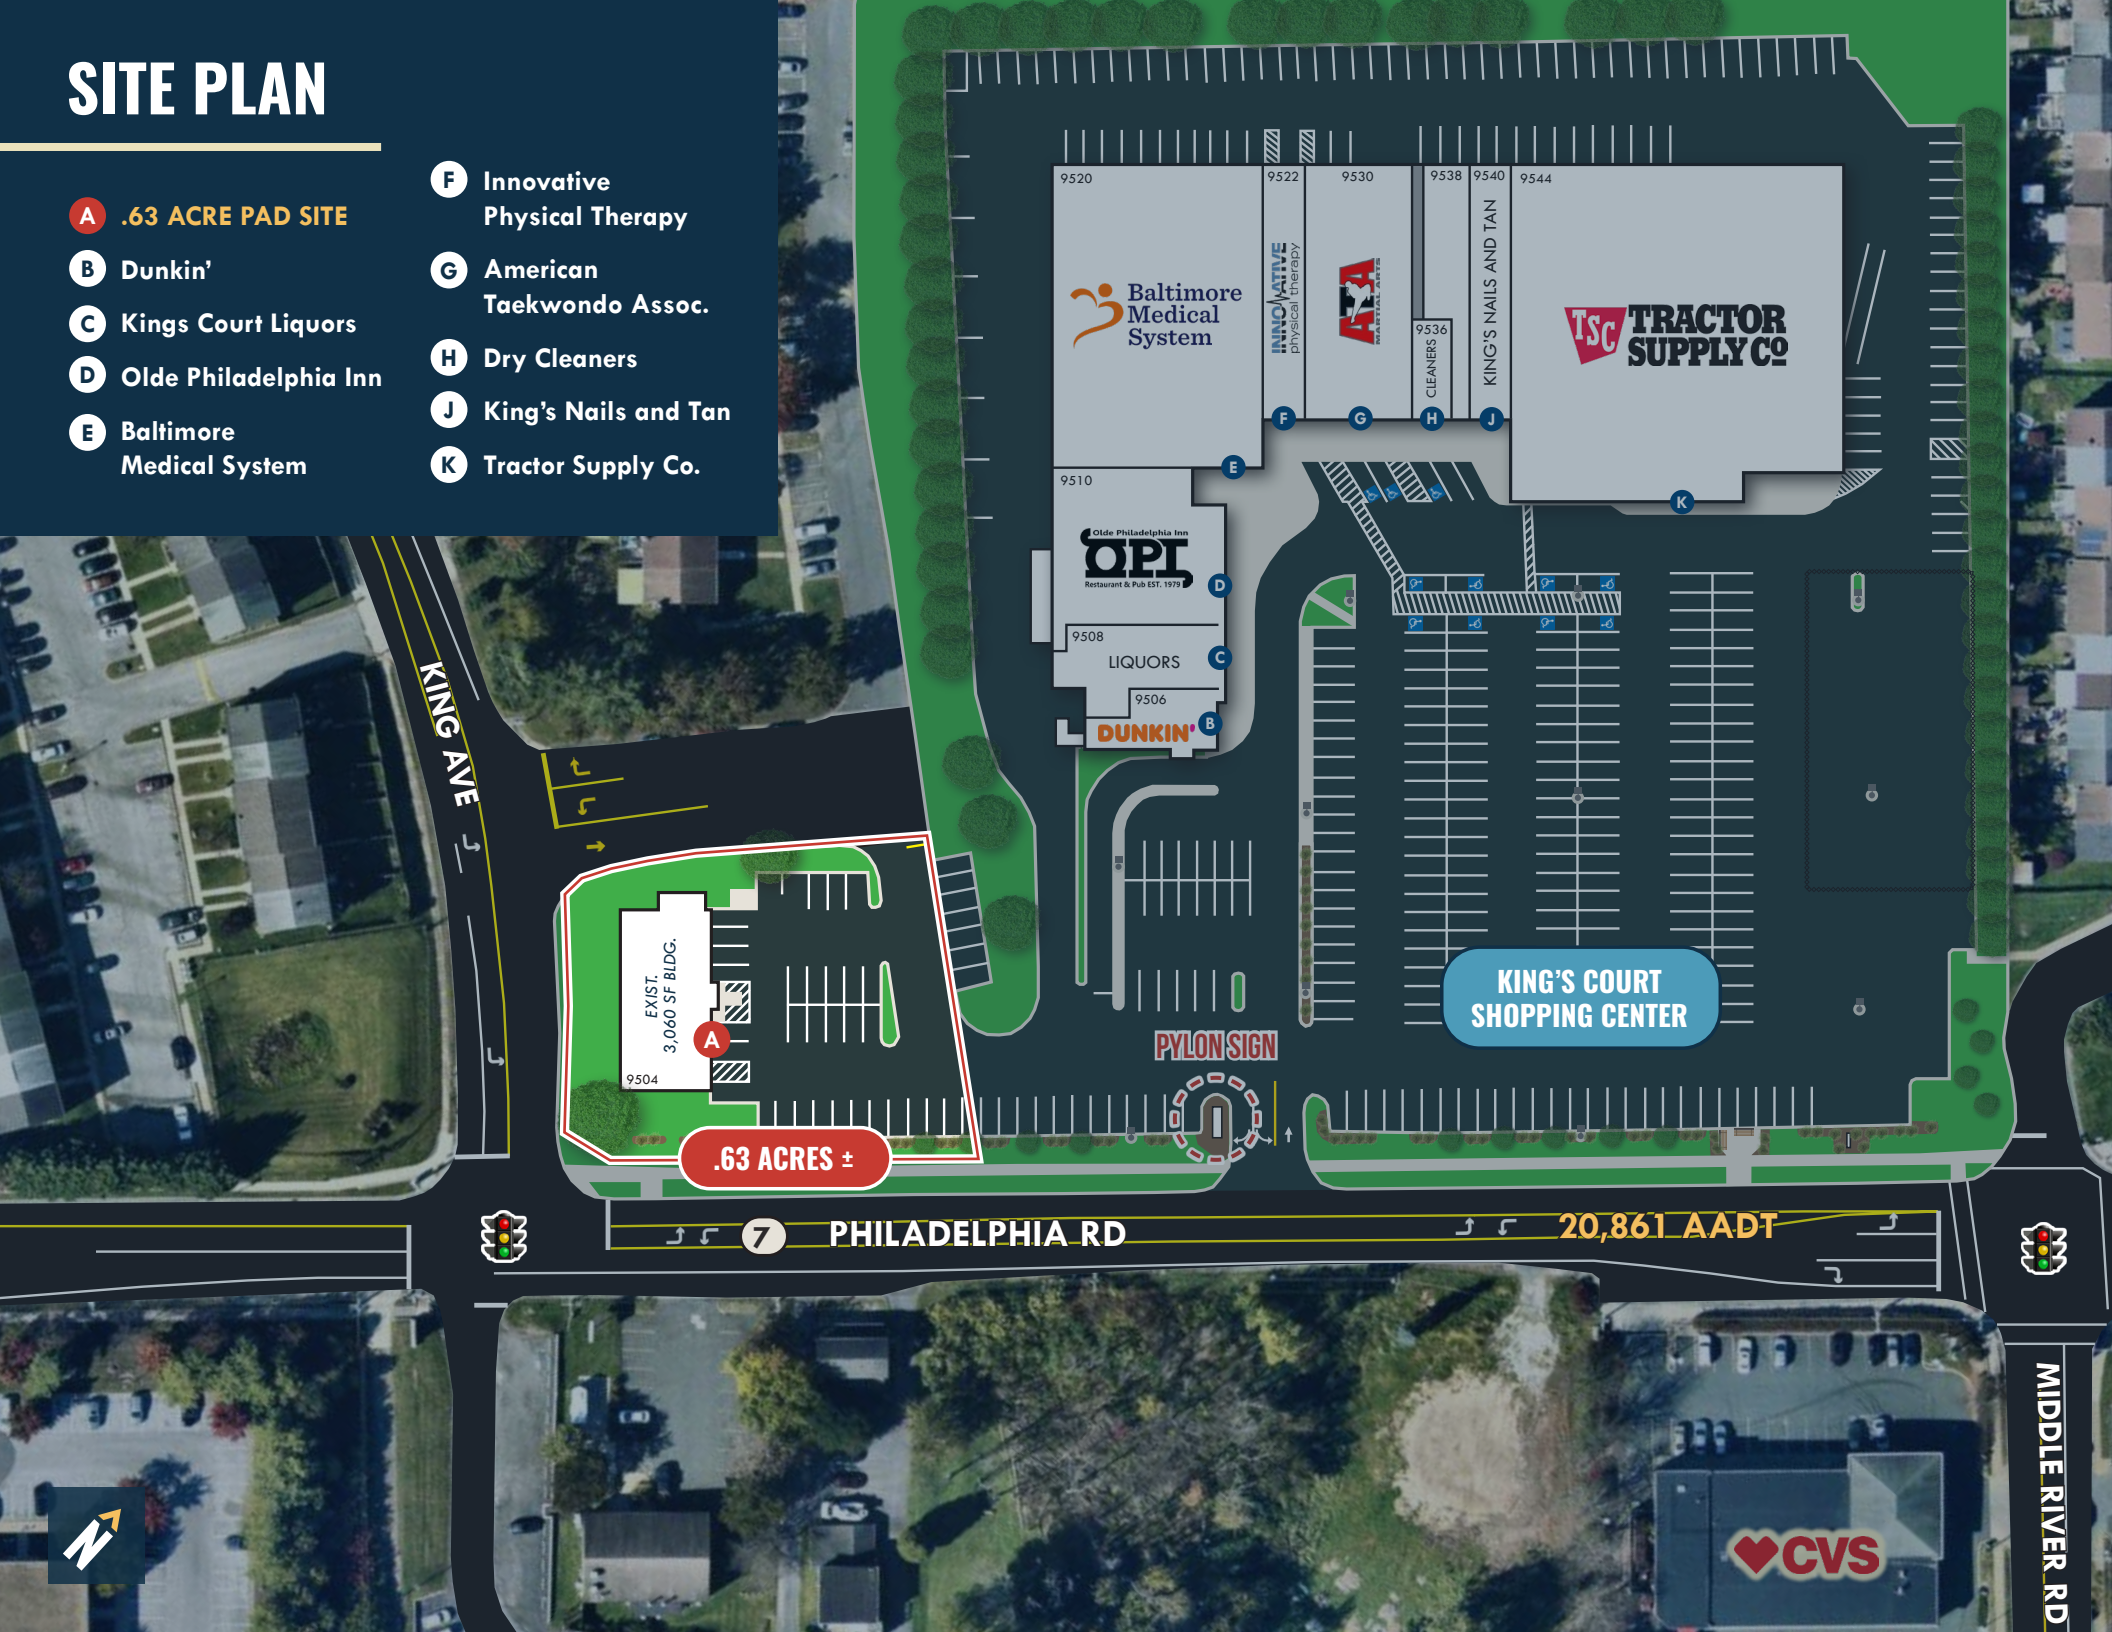 SITE PLAN
A .63 ACRE PAD SITE
B Dunkin'
C Kings Court Liquors
D Olde Philadelphia Inn
E Baltimore
Medical System
F Innovative
Physical Therapy
G American
Taekwondo Assoc.
H Dry Cleaners
J King's Nails and Tan
K Tractor Supply Co.
9520
9522
9530
9538
9540
9544
Baltimore
Medical
System
INNOVATIVE
physical therapy
ATA
MARTIAL ARTS
9536
CLEANERS
KING'S NAILS AND TAN
TSC TRACTOR
SUPPLY CO
F
G
H
J
E
K
9510
Olde Philadelphia Inn
OPI
Restaurant & Pub EST. 1979
D
9508
LIQUORS
C
9506
DUNKIN'
B
KING AVE
EXIST.
3,060 SF BLDG.
A
9504
.63 ACRES ±
KING'S COURT
SHOPPING CENTER
PYLON SIGN
7 PHILADELPHIA RD
20,861 AADT
MIDDLE RIVER RD
CVS
N